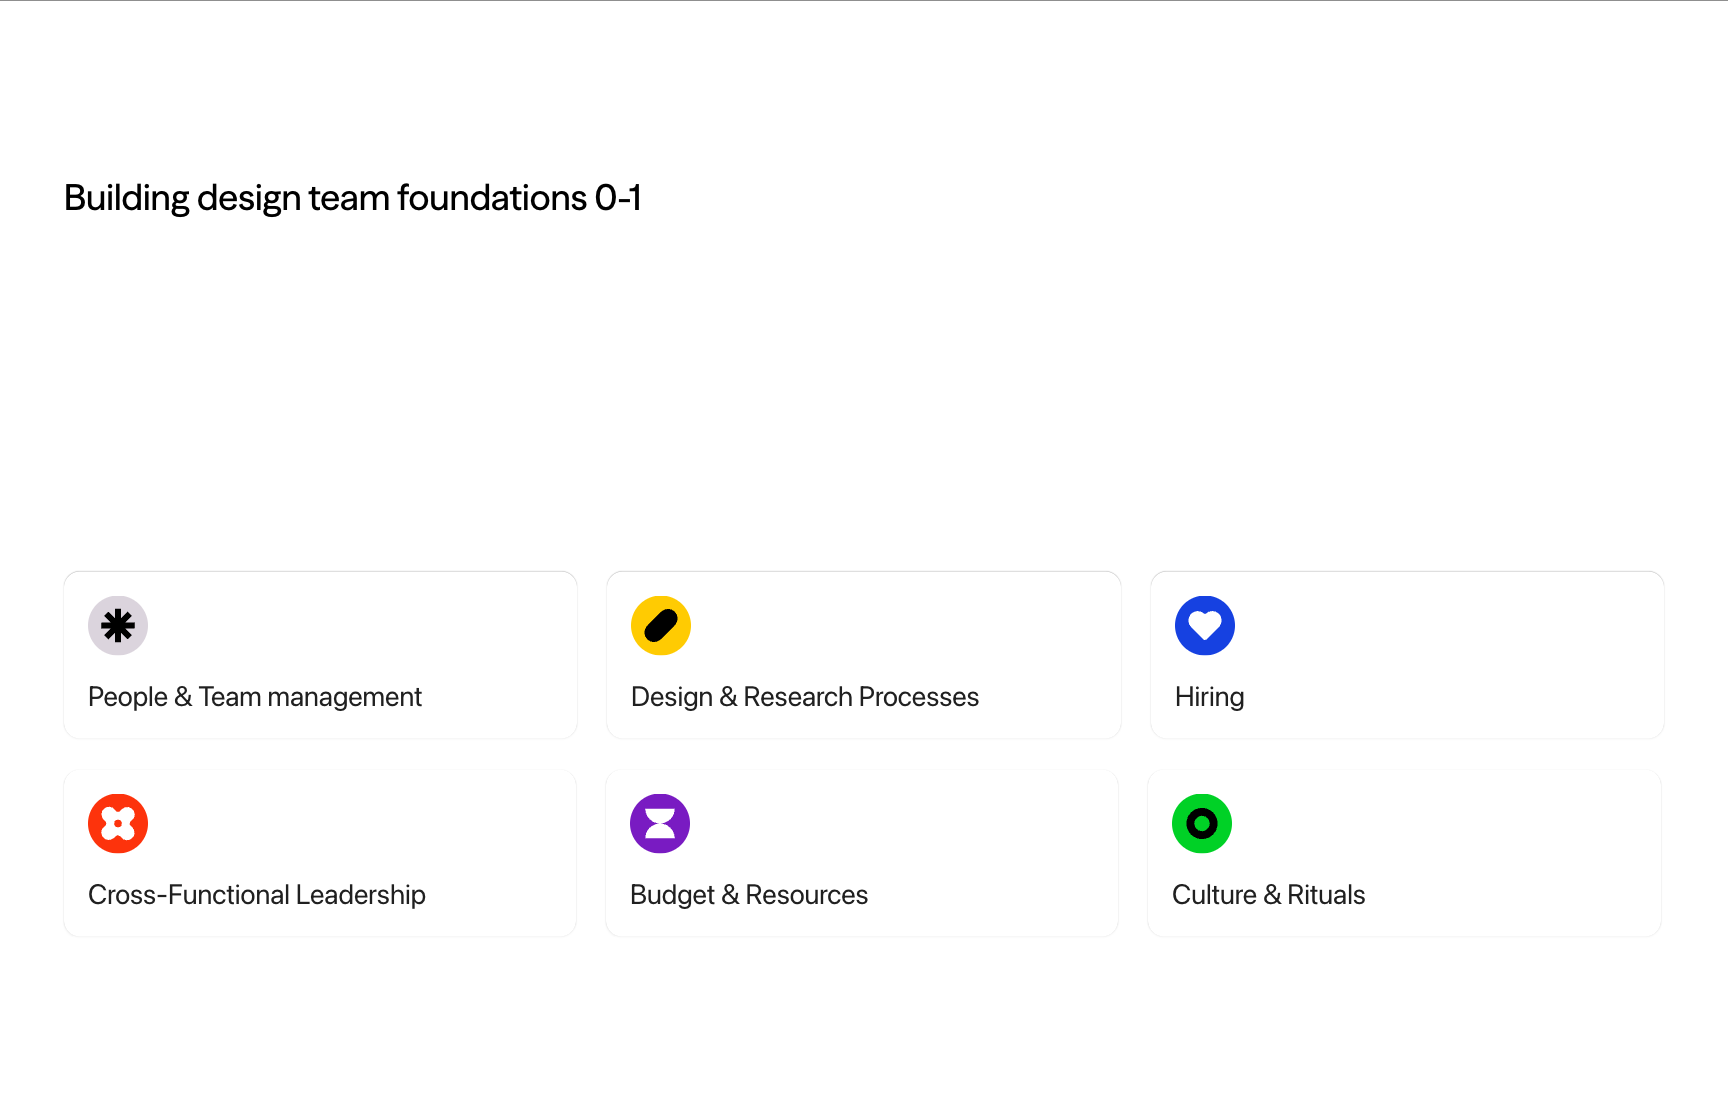 Building design team foundations 0-1
People & Team management
Design & Research Processes
Hiring
Cross-Functional Leadership
Budget & Resources
Culture & Rituals